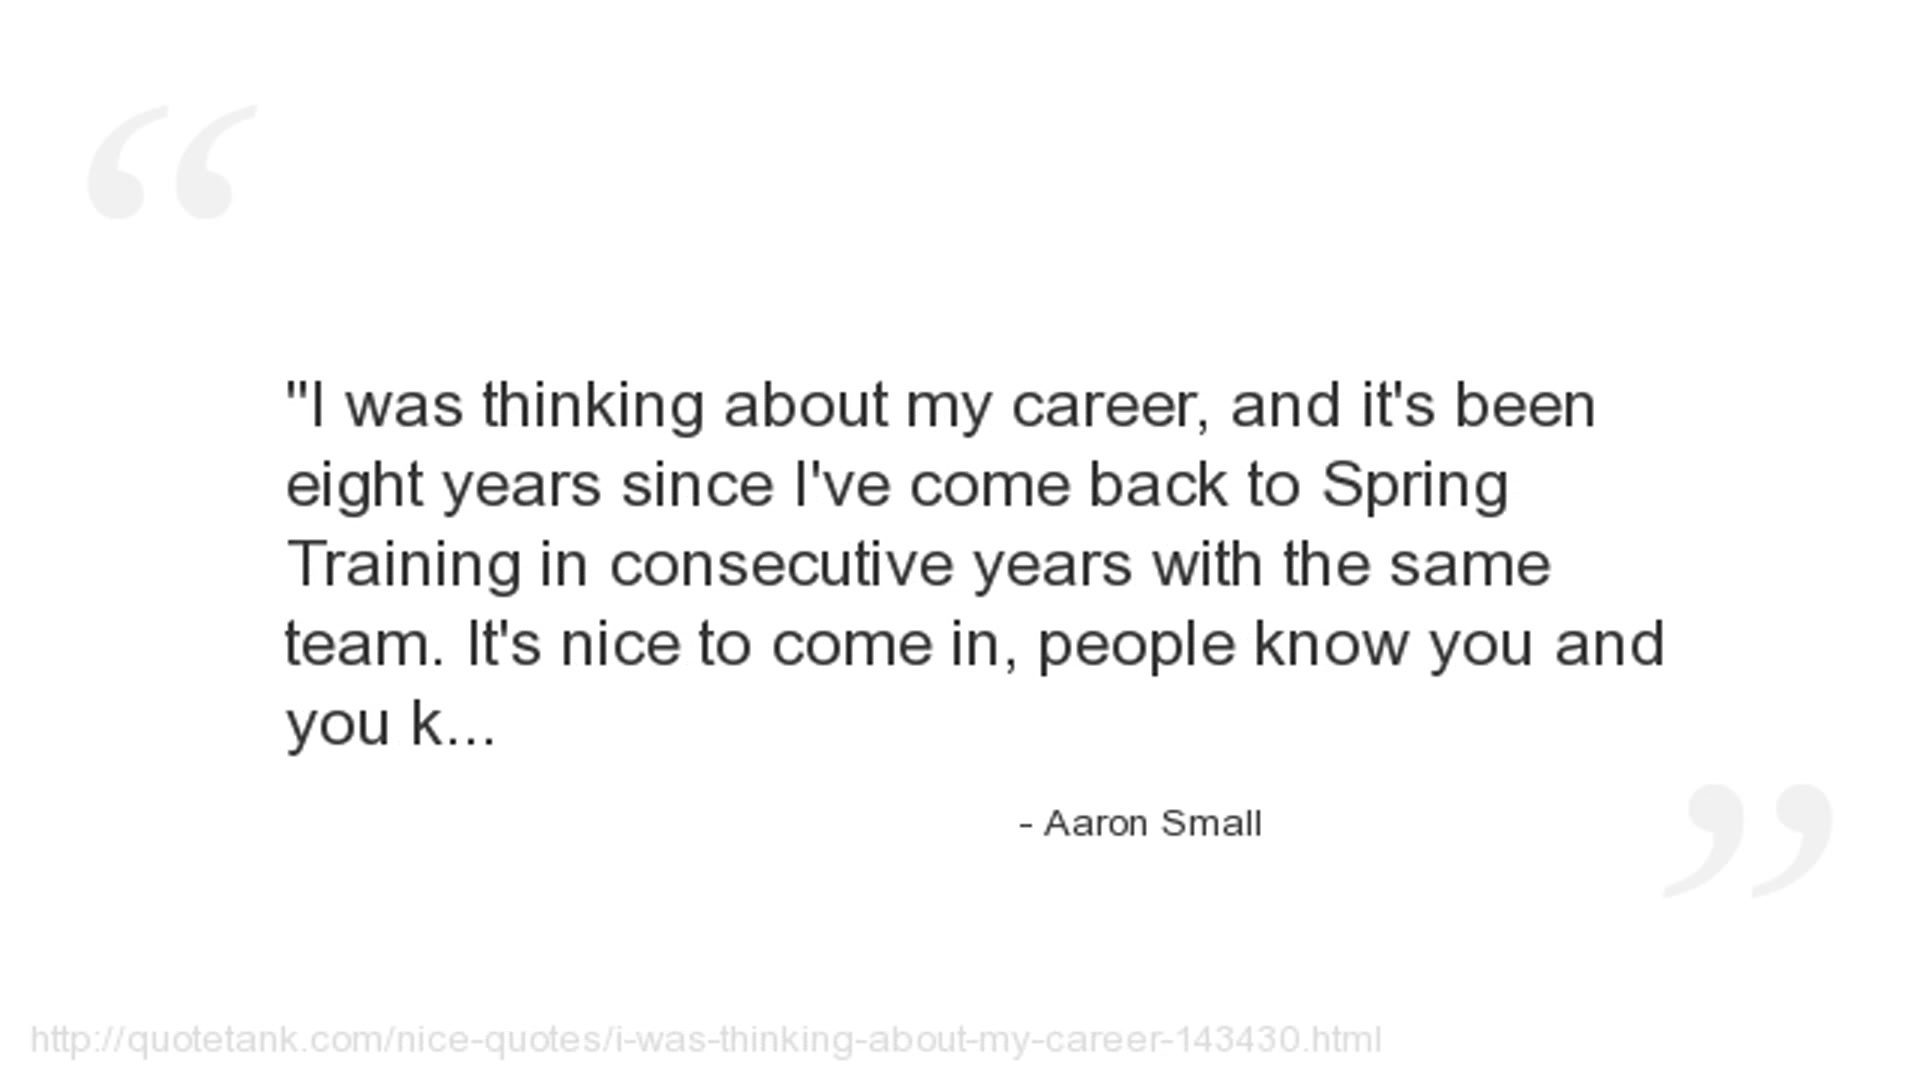 "I was thinking about my career, and it's been
eight years since I've come back to Spring
Training in consecutive years with the same
team. It's nice to come in, people know you and
you k...
- Aaron Small
http://quotetank.com/nice-quotes/i-was-thinking-about-my-career-143430.html